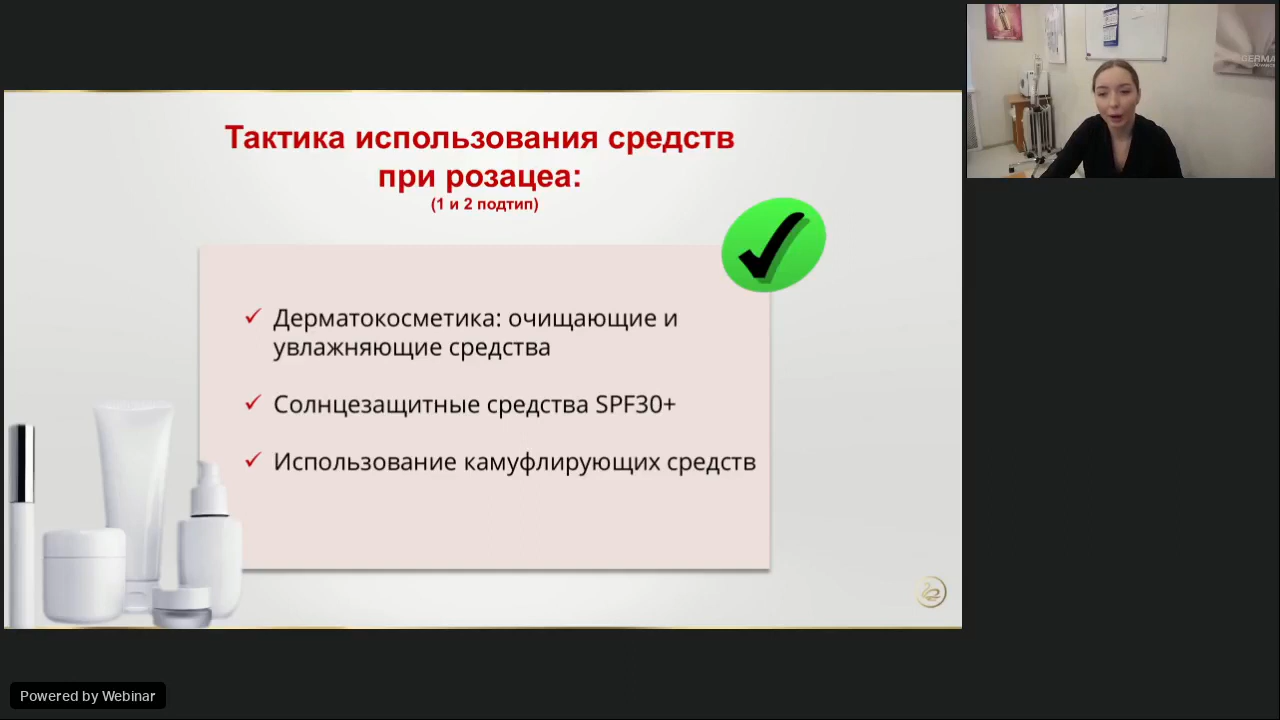 Тактика использования средств
при розацеа:
(1 и 2 подтип)
Дерматокосметика: очищающие и
увлажняющие средства
Солнцезащитные средства SPF30+
Использование камуфлирующих средств
Powered by Webinar